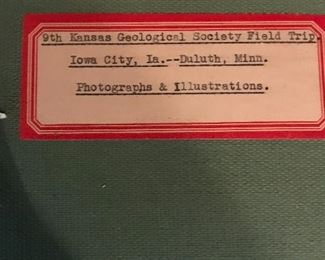 9th Kansas Geological Society Field Trip.
Iowa City, Ia.--Duluth, Minn.
Photographs & Illustrations.